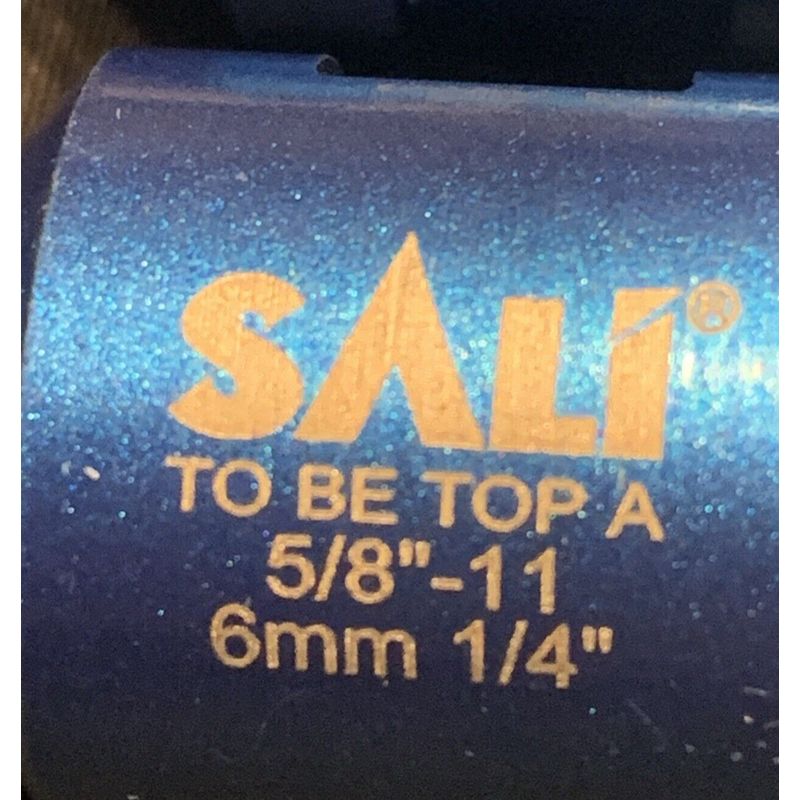 SALI®
TO BE TOP A
5/8"-11
6mm 1/4"